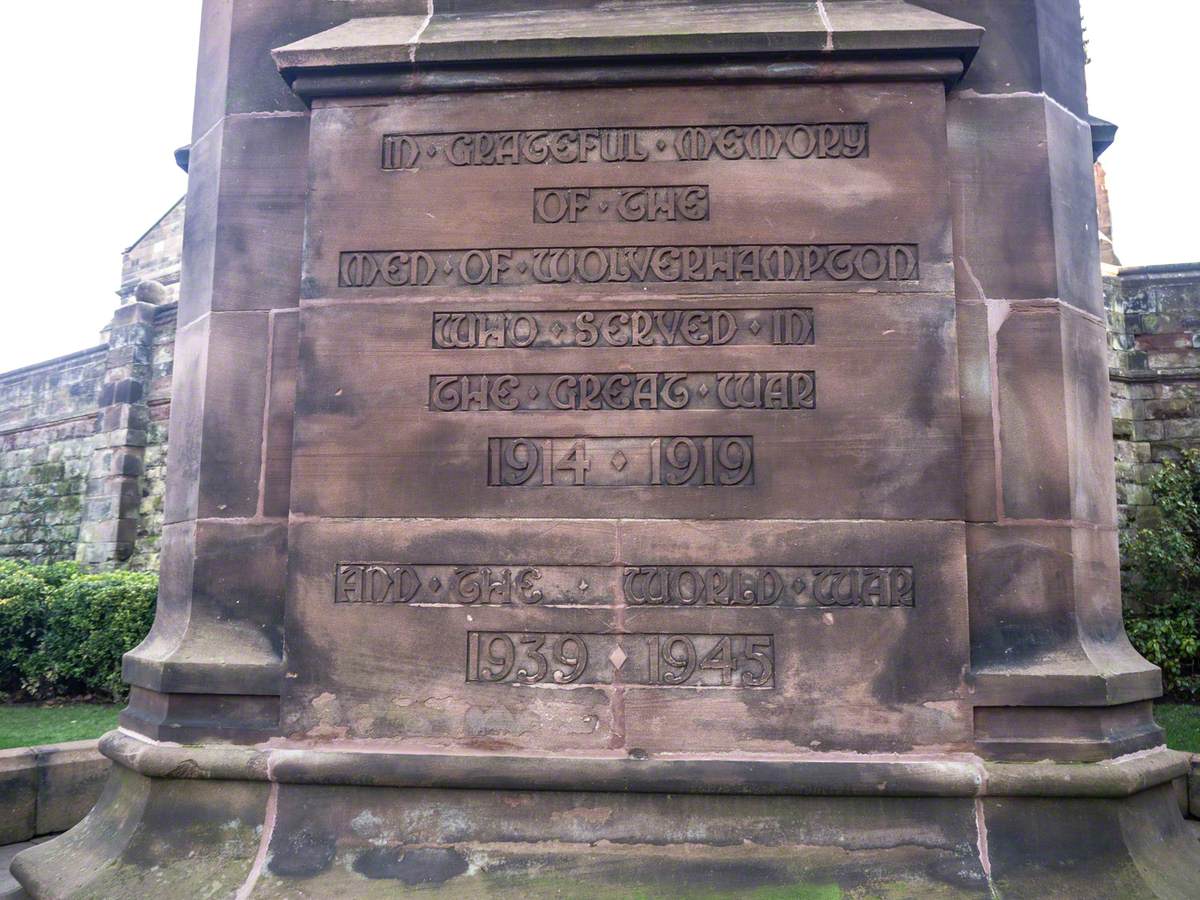 IN · GRATEFUL · MEMORY
OF · THE
MEN · OF · WOLVERHAMPTON
WHO · SERVED · IN
THE · GREAT · WAR
1914 · 1919
AND · THE · WORLD · WAR
1939 · 1945